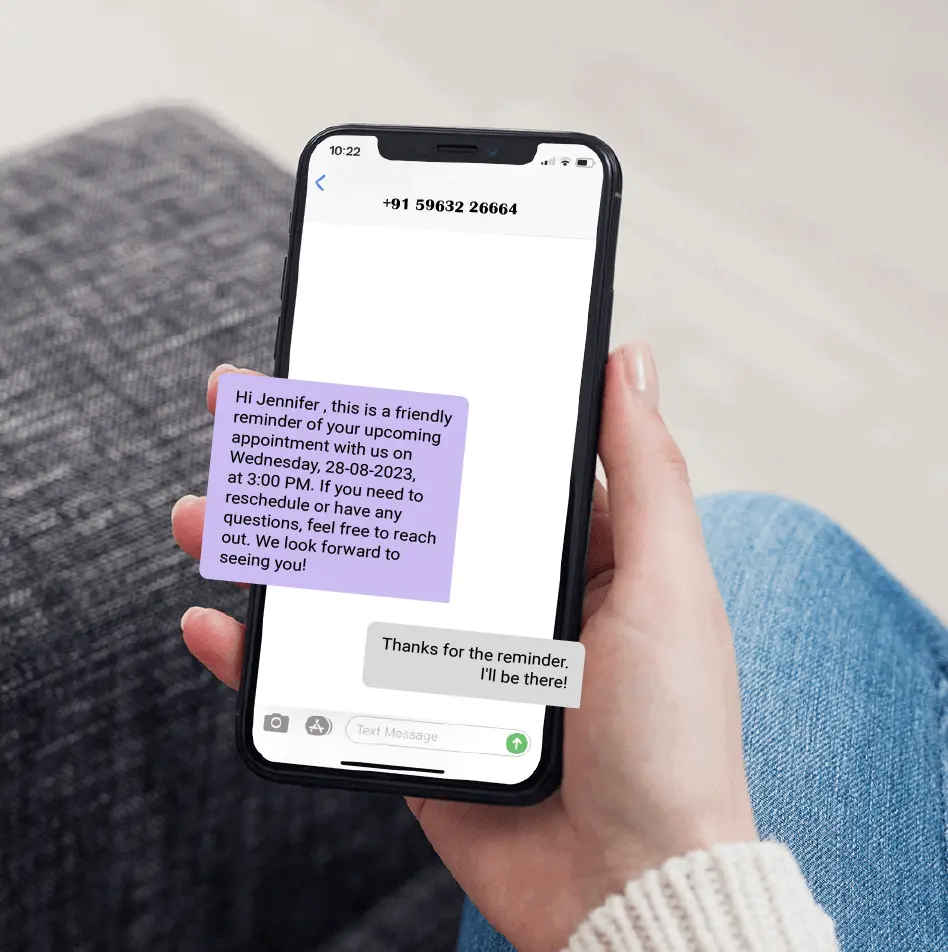 10:22
+91 59632 26664
Hi Jennifer , this is a friendly
reminder of your upcoming
appointment with us on
Wednesday, 28-08-2023,
at 3:00 PM. If you need to
reschedule or have any
questions, feel free to reach
out. We look forward to
seeing you!
Thanks for the reminder.
I'll be there!
Text Message